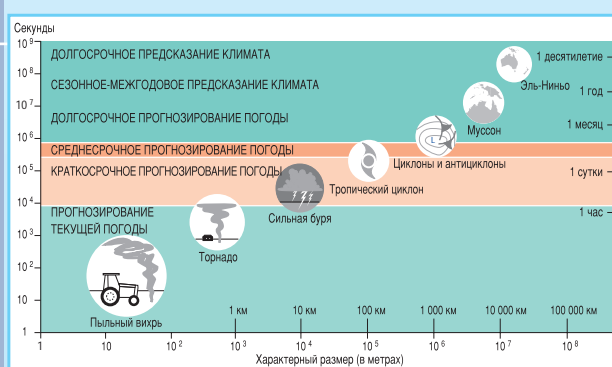 Секунды
10⁹
ДОЛГОСРОЧНОЕ ПРЕДСКАЗАНИЕ КЛИМАТА
1 десятилетие
10⁸
СЕЗОННОЕ-МЕЖГОДОВОЕ ПРЕДСКАЗАНИЕ КЛИМАТА
Эль-Ниньо
1 год
10⁷
ДОЛГОСРОЧНОЕ ПРОГНОЗИРОВАНИЕ ПОГОДЫ
Муссон
1 месяц
10⁶
L
СРЕДНЕСРОЧНОЕ ПРОГНОЗИРОВАНИЕ ПОГОДЫ
Циклоны и антициклоны
10⁵
КРАТКОСРОЧНОЕ ПРОГНОЗИРОВАНИЕ ПОГОДЫ
1 сутки
Тропический циклон
10⁴
ПРОГНОЗИРОВАНИЕ
ТЕКУЩЕЙ ПОГОДЫ
Сильная буря
1 час
10³
Торнадо
10²
10
1 км
10 км
100 км
1 000 км
10 000 км
100 000 км
Пыльный вихрь
1
1
10
10²
10³
10⁴
10⁵
10⁶
10⁷
10⁸
Характерный размер (в метрах)